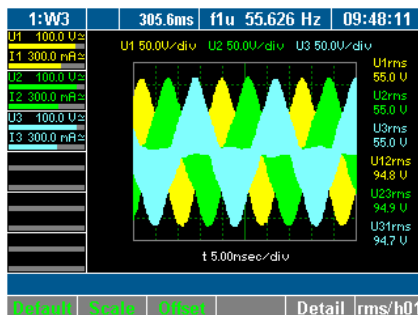 1:W3 305.6ms f1u 55.626 Hz 09:48:11
U1 100.0 U≃
I1 300.0 mA≃
U2 100.0 U≃
I2 300.0 mA≃
U3 100.0 U≃
I3 300.0 mA≃
U1 50.0U/div U2 50.0U/div U3 50.0U/div
U1rms
55.0 U
U2rms
55.0 U
U3rms
55.0 U
U12rms
94.8 U
U23rms
94.9 U
U31rms
94.7 U
t 5.00msec/div
Default Scale Offset Detail rms/h01